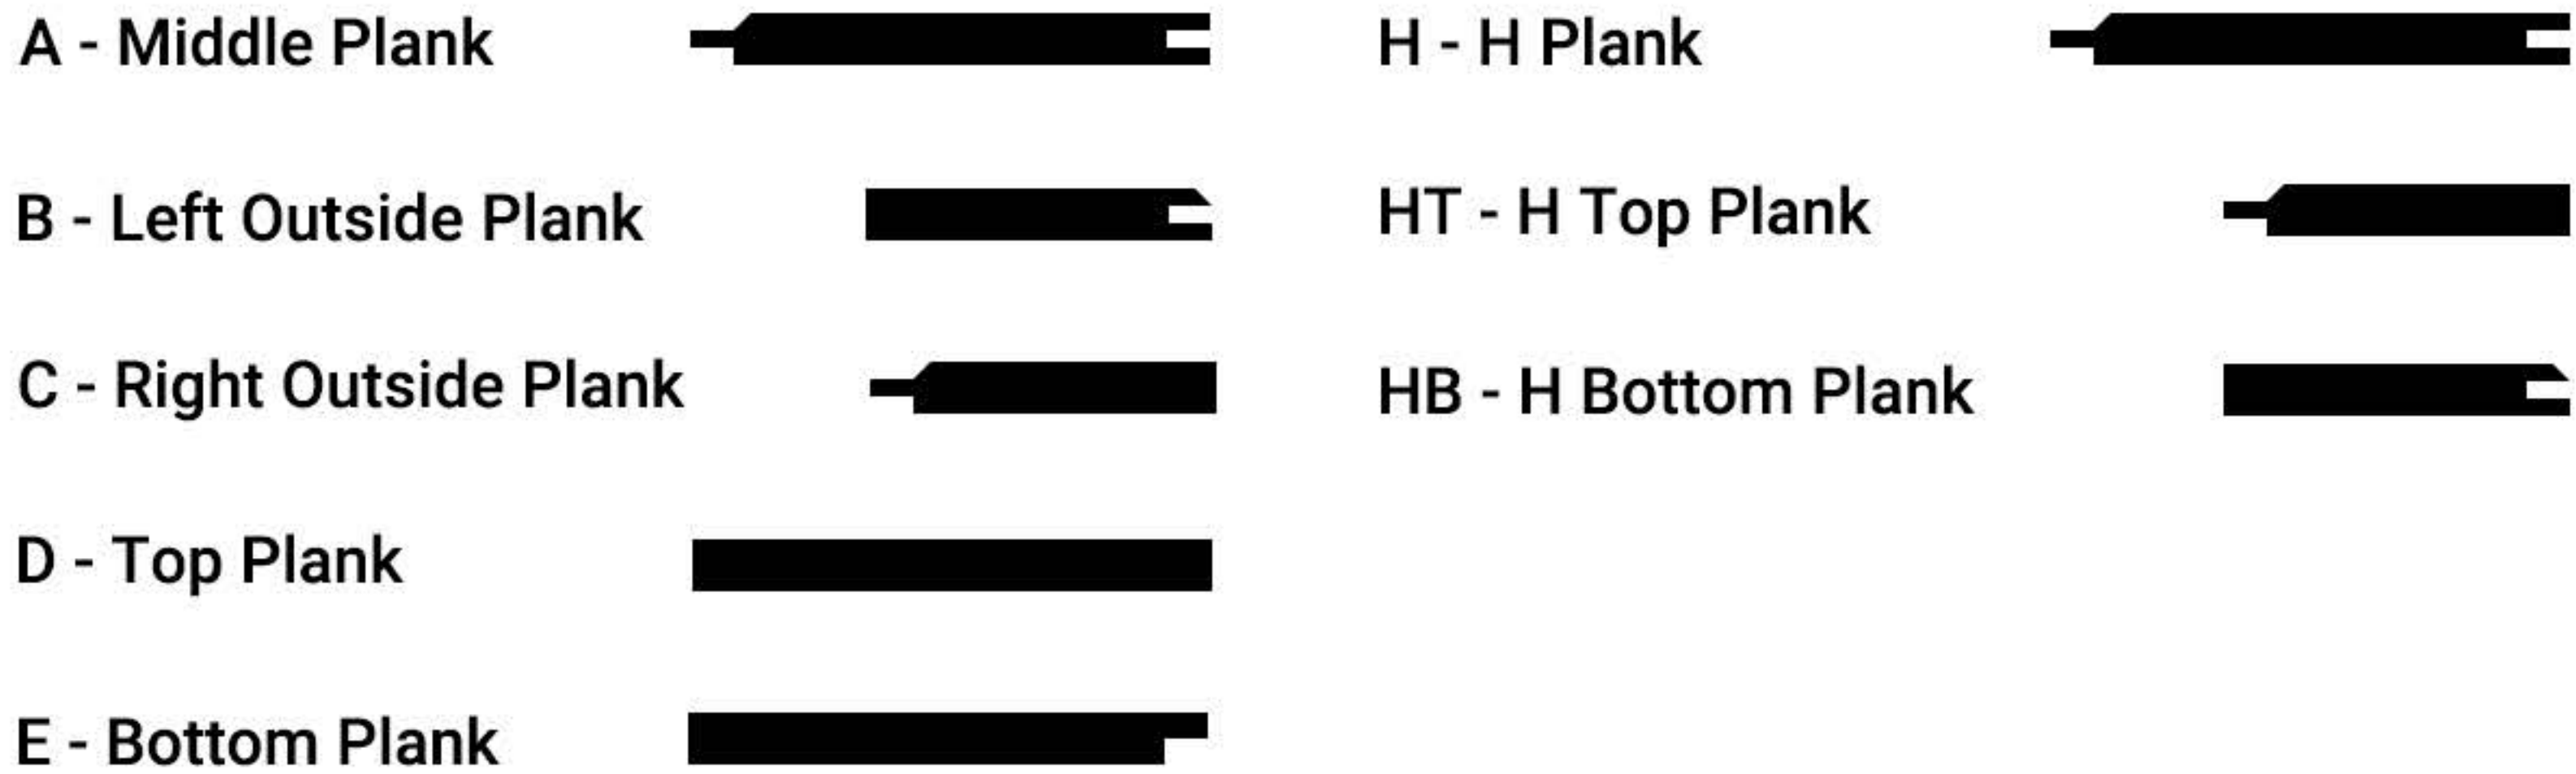 A - Middle Plank
B - Left Outside Plank
C - Right Outside Plank
D - Top Plank
E - Bottom Plank
H - H Plank
HT - H Top Plank
HB - H Bottom Plank